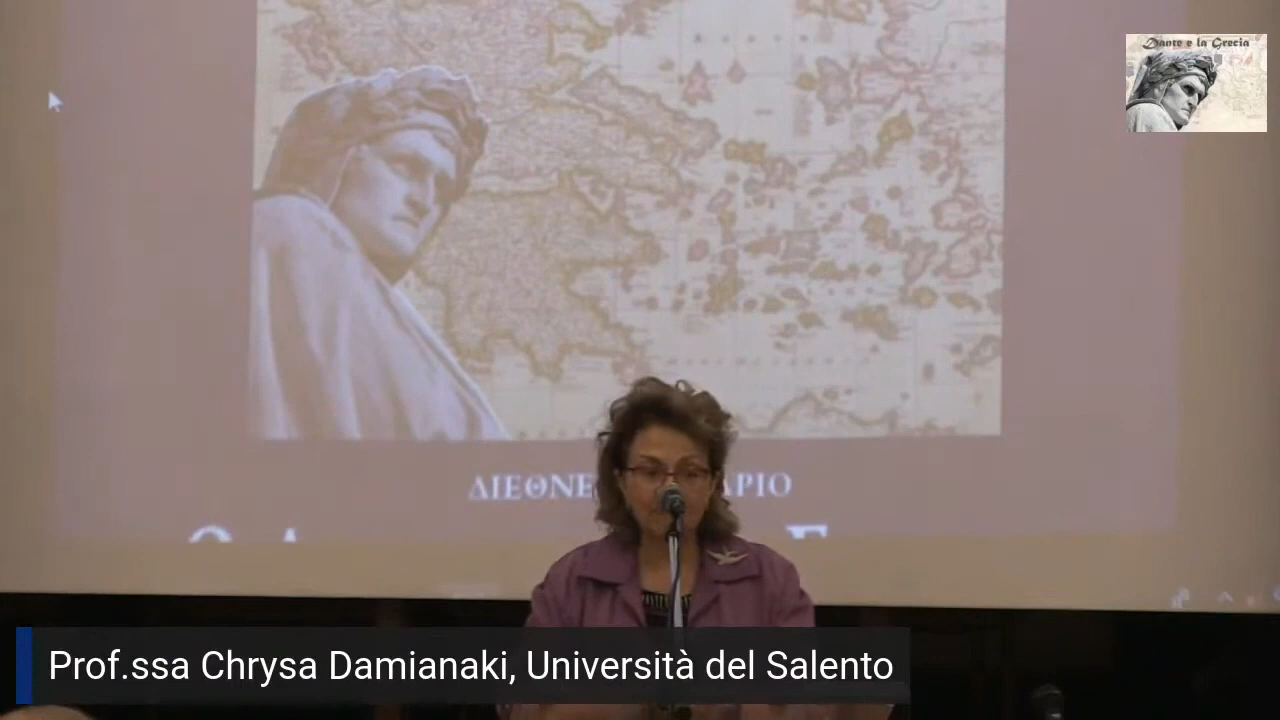 Dante e la Grecia
ΔΙΕΘΝΕ ΑΡΙΟ
Prof.ssa Chrysa Damianaki, Università del Salento